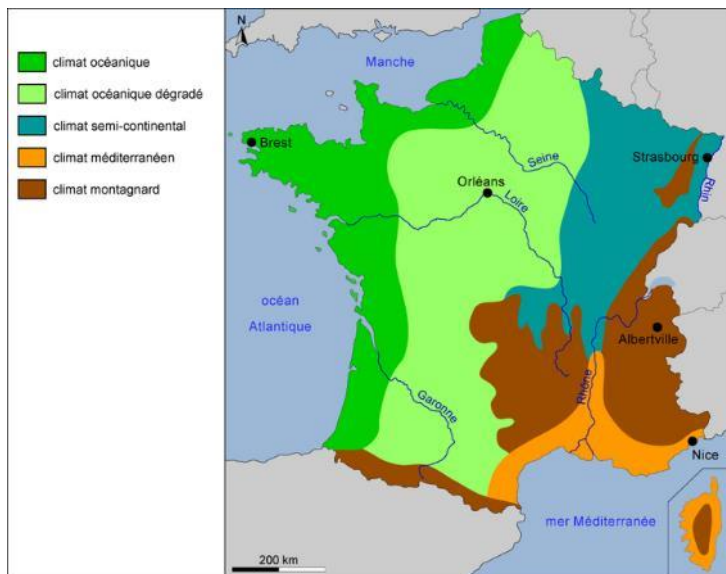 climat océanique
climat océanique dégradé
climat semi-continental
climat méditerranéen
climat montagnard
N
Manche
Brest
Strasbourg
Seine
Rhin
Orléans
Loire
océan
Atlantique
Albertville
Rhône
Garonne
Nice
mer Méditerranée
200 km